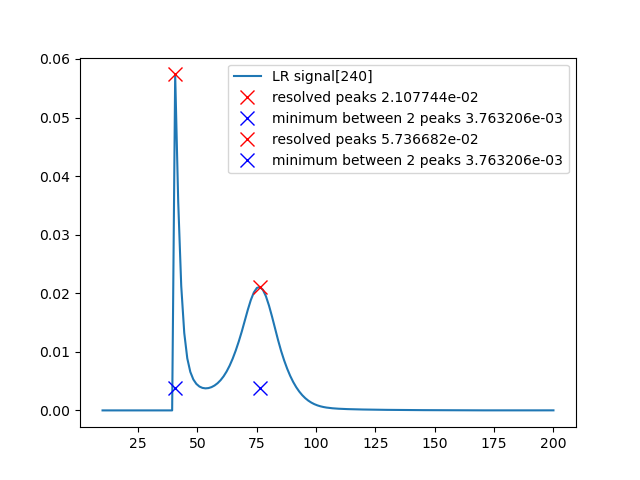 0.06
0.05
0.04
0.03
0.02
0.01
0.00
LR signal[240]
resolved peaks 2.107744e-02
minimum between 2 peaks 3.763206e-03
resolved peaks 5.736682e-02
minimum between 2 peaks 3.763206e-03
25 50 75 100 125 150 175 200